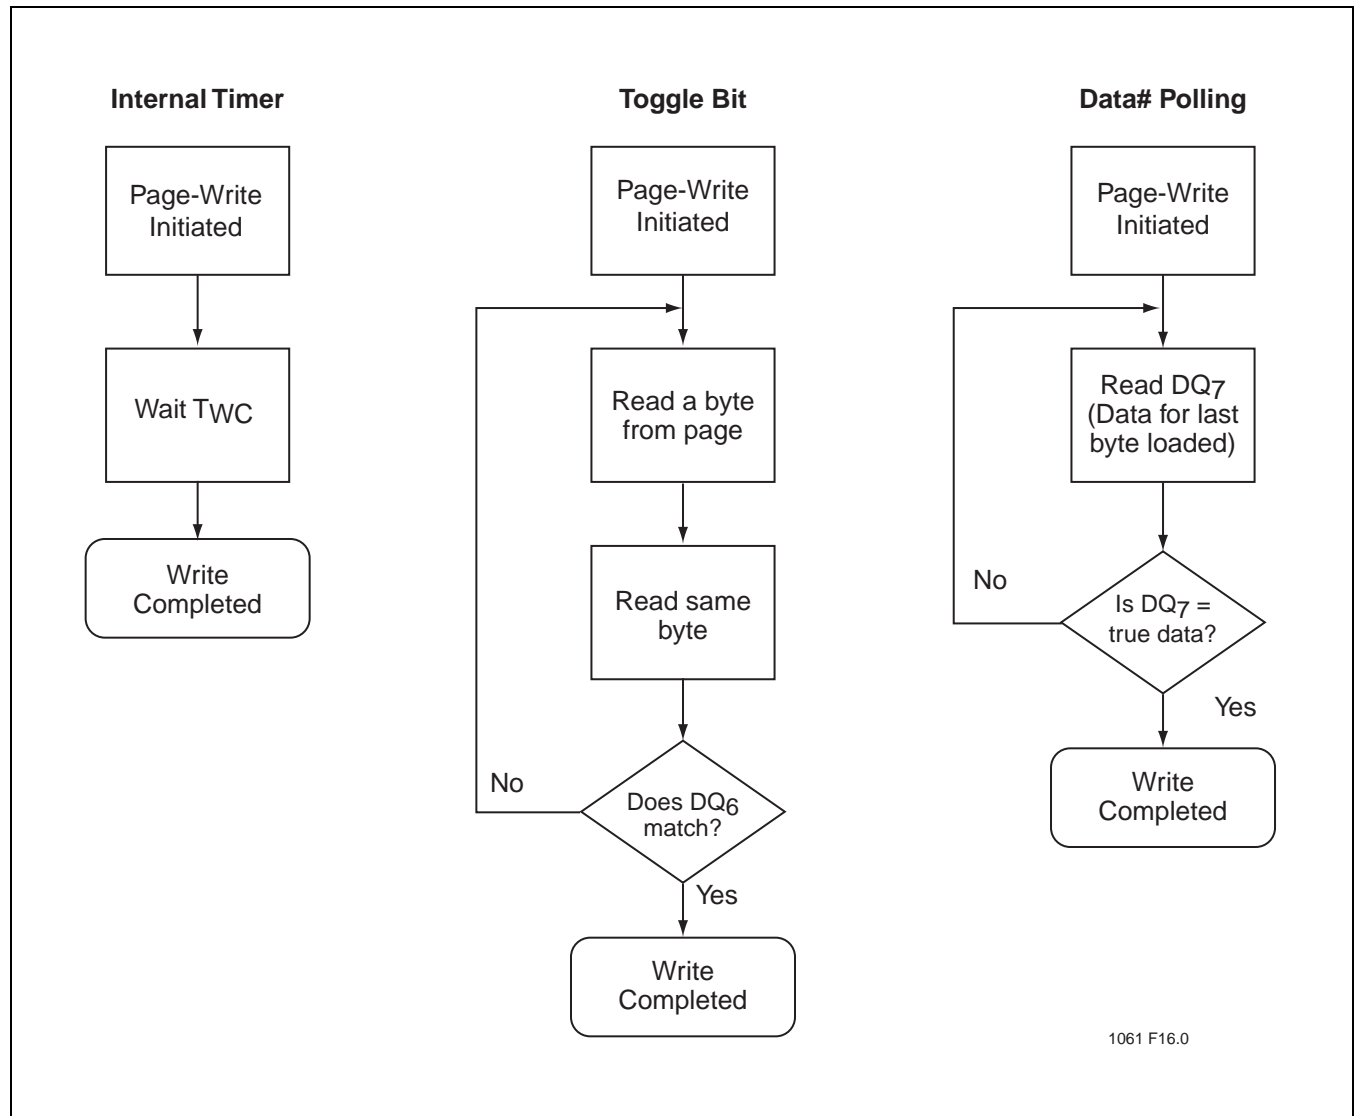 Internal Timer
Page-Write
Initiated
Wait TWC
Write
Completed
Toggle Bit
Page-Write
Initiated
Read a byte
from page
Read same
byte
No
Does DQ6
match?
Yes
Write
Completed
Data# Polling
Page-Write
Initiated
Read DQ7
(Data for last
byte loaded)
No
Is DQ7 =
true data?
Yes
Write
Completed
1061 F16.0